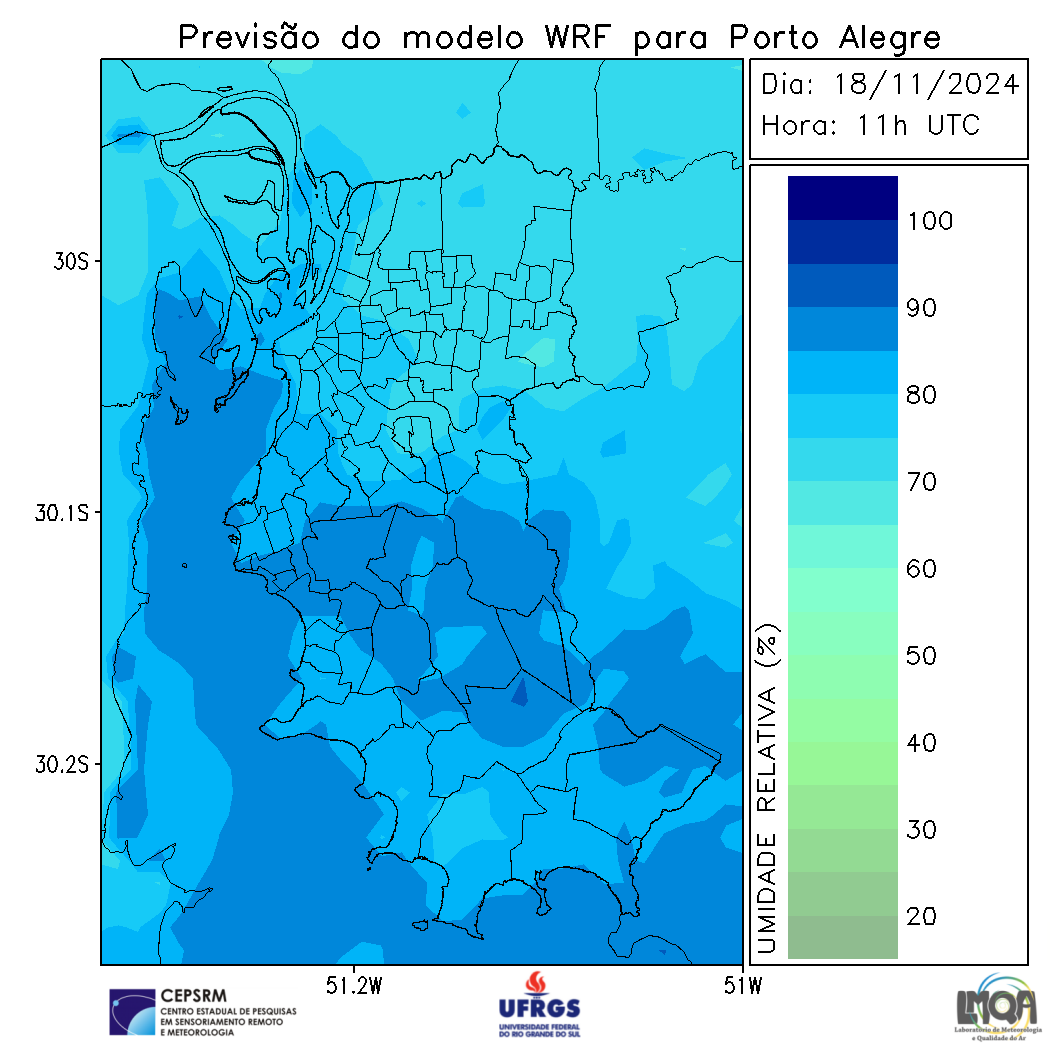 Previsão do modelo WRF para Porto Alegre
Dia: 18/11/2024
Hora: 11h UTC
30S
30.1S
30.2S
51.2W
51W
UMIDADE RELATIVA (%)
100
90
80
70
60
50
40
30
20
CEPSRM
CENTRO ESTADUAL DE PESQUISAS
EM SENSORIAMENTO REMOTO
E METEOROLOGIA
UFRGS
UNIVERSIDADE FEDERAL
DO RIO GRANDE DO SUL
LMQA
Laboratório de Meteorologia
e Qualidade do Ar